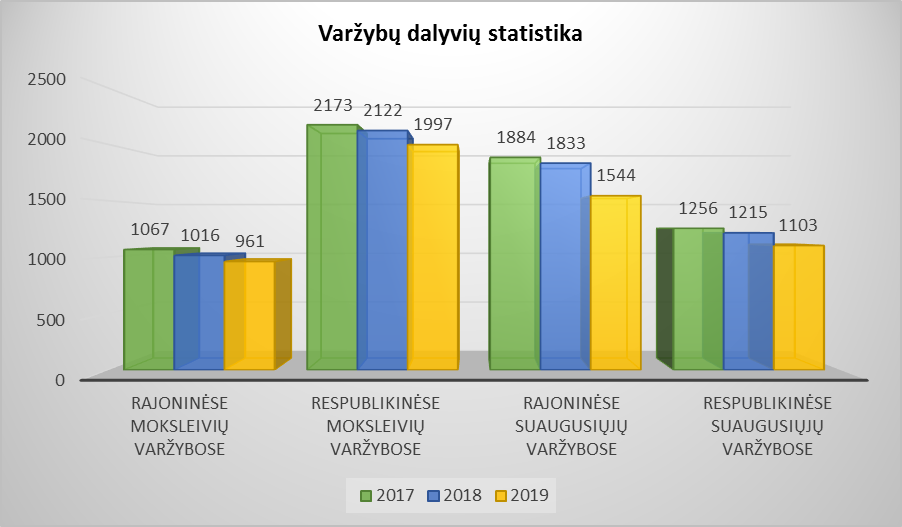 Varžybų dalyvių statistika
2500
2000
1500
1000
500
0
1067 1016 961
2173 2122 1997
1884 1833 1544
1256 1215 1103
RAJONINĖSE
MOKSLEIVIŲ
VARŽYBOSE
RESPUBLIKINĖSE
MOKSLEIVIŲ
VARŽYBOSE
RAJONINĖSE
SUAUGUSIŲJŲ
VARŽYBOSE
RESPUBLIKINĖSE
SUAUGUSIŲJŲ
VARŽYBOSE
2017 2018 2019